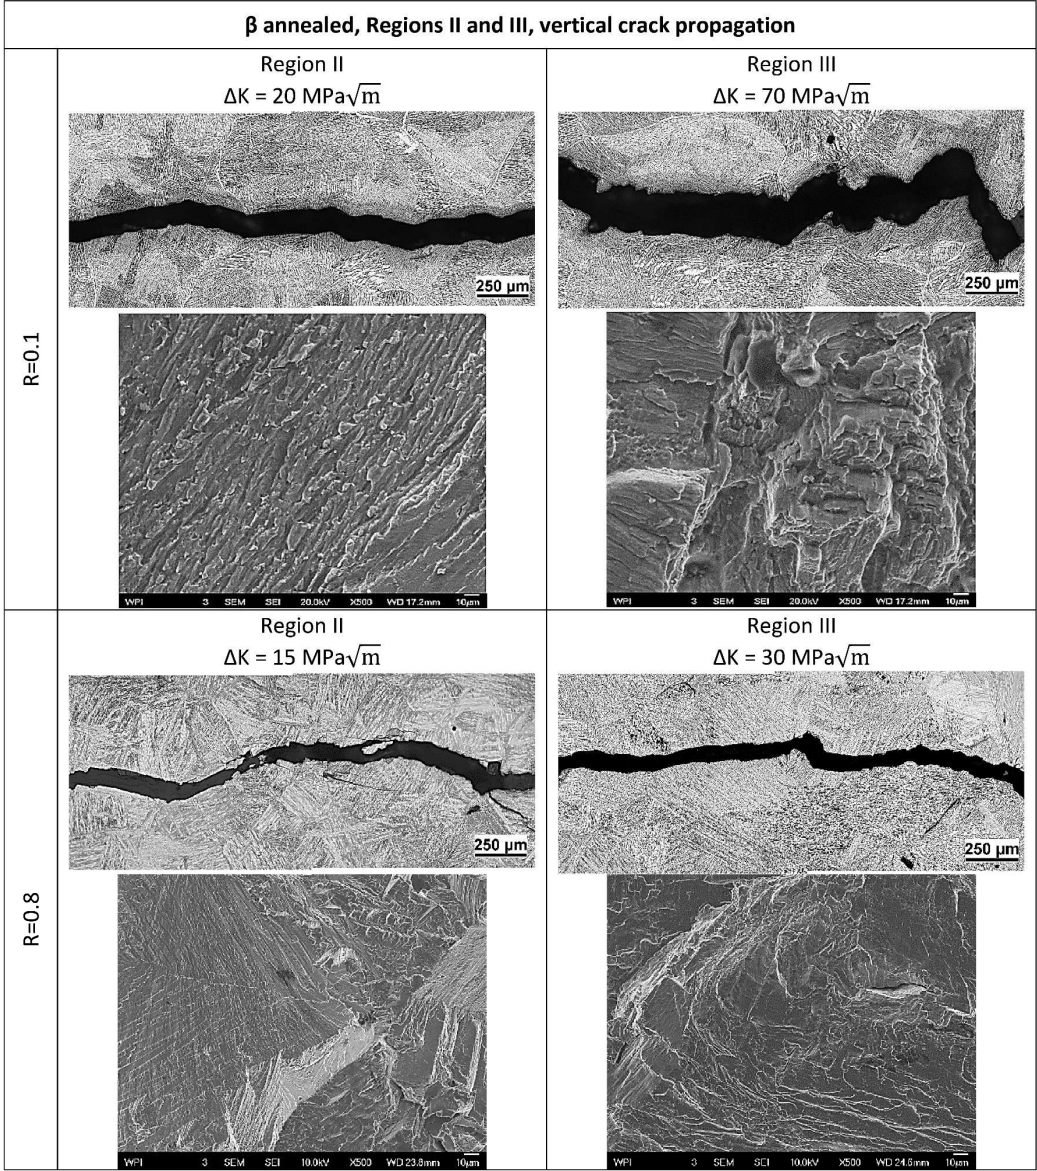 β annealed, Regions II and III, vertical crack propagation
R=0.1
Region II
ΔK = 20 MPa√m
250 µm
WPI 3 SEM SEI 20.0kV X500 WD 17.2mm 10µm
Region III
ΔK = 70 MPa√m
250 µm
WPI 3 SEM SEI 20.0kV X500 WD 17.2mm 10µm
R=0.8
Region II
ΔK = 15 MPa√m
250 µm
WPI 3 SEM SEI 10.0kV X500 WD 23.8mm 10µm
Region III
ΔK = 30 MPa√m
250 µm
WPI 3 SEM SEI 10.0kV X500 WD 24.6mm 10µm